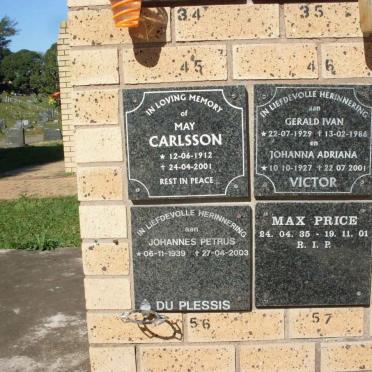 34
35
45
46
IN LOVING MEMORY
of
MAY
CARLSSON
★ 12-06-1912
✝ 24-04-2001
REST IN PEACE
IN LIEFDEVOLLE HERINNERING
aan
GERALD IVAN
★ 22-07-1929 ✝ 13-02-1986
en
JOHANNA ADRIANA
★ 10-10-1927 ✝ 22 07 2001
VICTOR
IN LIEFDEVOLLE HERINNERING
aan
JOHANNES PETRUS
★ 06-11-1939 ✝ 27-04-2003
DU PLESSIS
MAX PRICE
24. 04. 35 - 19. 11. 01
R. I. P.
56
57